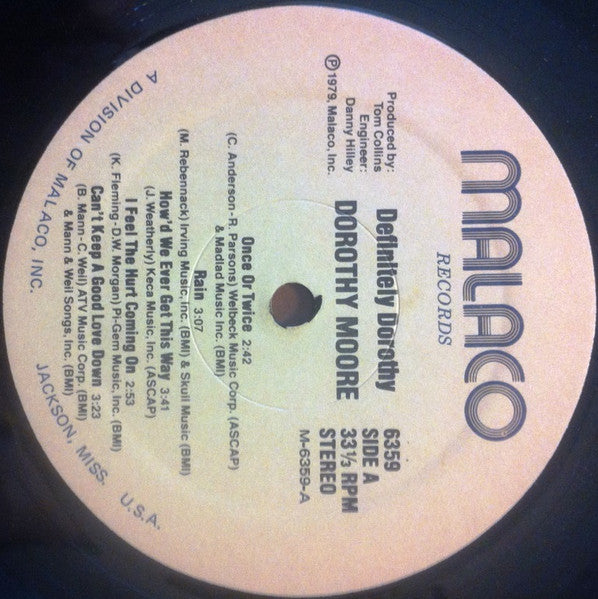 MALACO
RECORDS
Produced by:
Tom Collins
Engineer:
Danny Hilley
℗1979, Malaco, Inc.
Definitely Dorothy
DOROTHY MOORE
6359
SIDE A
33⅓ RPM
STEREO
M-6359-A
Once Or Twice 2:42
(C. Anderson-R. Parsons) Welbeck Music Corp. (ASCAP)
& Madlad Music Inc. (BMI)
Rain 3:07
(M. Rebennack) Irving Music, Inc. (BMI) & Skull Music (BMI)
How'd We Ever Get This Way 3:41
(J. Weatherly) Keca Music, Inc. (ASCAP)
I Feel The Hurt Coming On 2:53
(K. Fleming-D.W. Morgan) Pi-Gem Music, Inc. (BMI)
Can't Keep A Good Love Down 3:23
(B. Mann-C. Weil) ATV Music Corp. (BMI)
& Mann & Weil Songs, Inc. (BMI)
A DIVISION OF MALACO, INC. JACKSON, MISS. U.S.A.